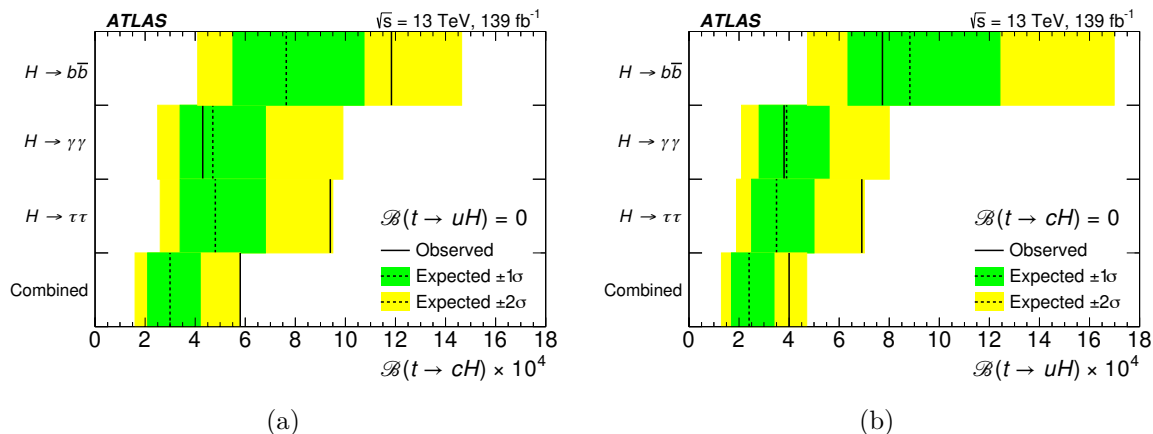 ATLAS
√s = 13 TeV, 139 fb⁻¹
H → bb̅
H → γγ
H → ττ
Combined
ℬ(t → uH) = 0
Observed
Expected ±1σ
Expected ±2σ
0 2 4 6 8 10 12 14 16 18
ℬ(t → cH) × 10⁴
(a)
ATLAS
√s = 13 TeV, 139 fb⁻¹
H → bb̅
H → γγ
H → ττ
Combined
ℬ(t → cH) = 0
Observed
Expected ±1σ
Expected ±2σ
0 2 4 6 8 10 12 14 16 18
ℬ(t → uH) × 10⁴
(b)